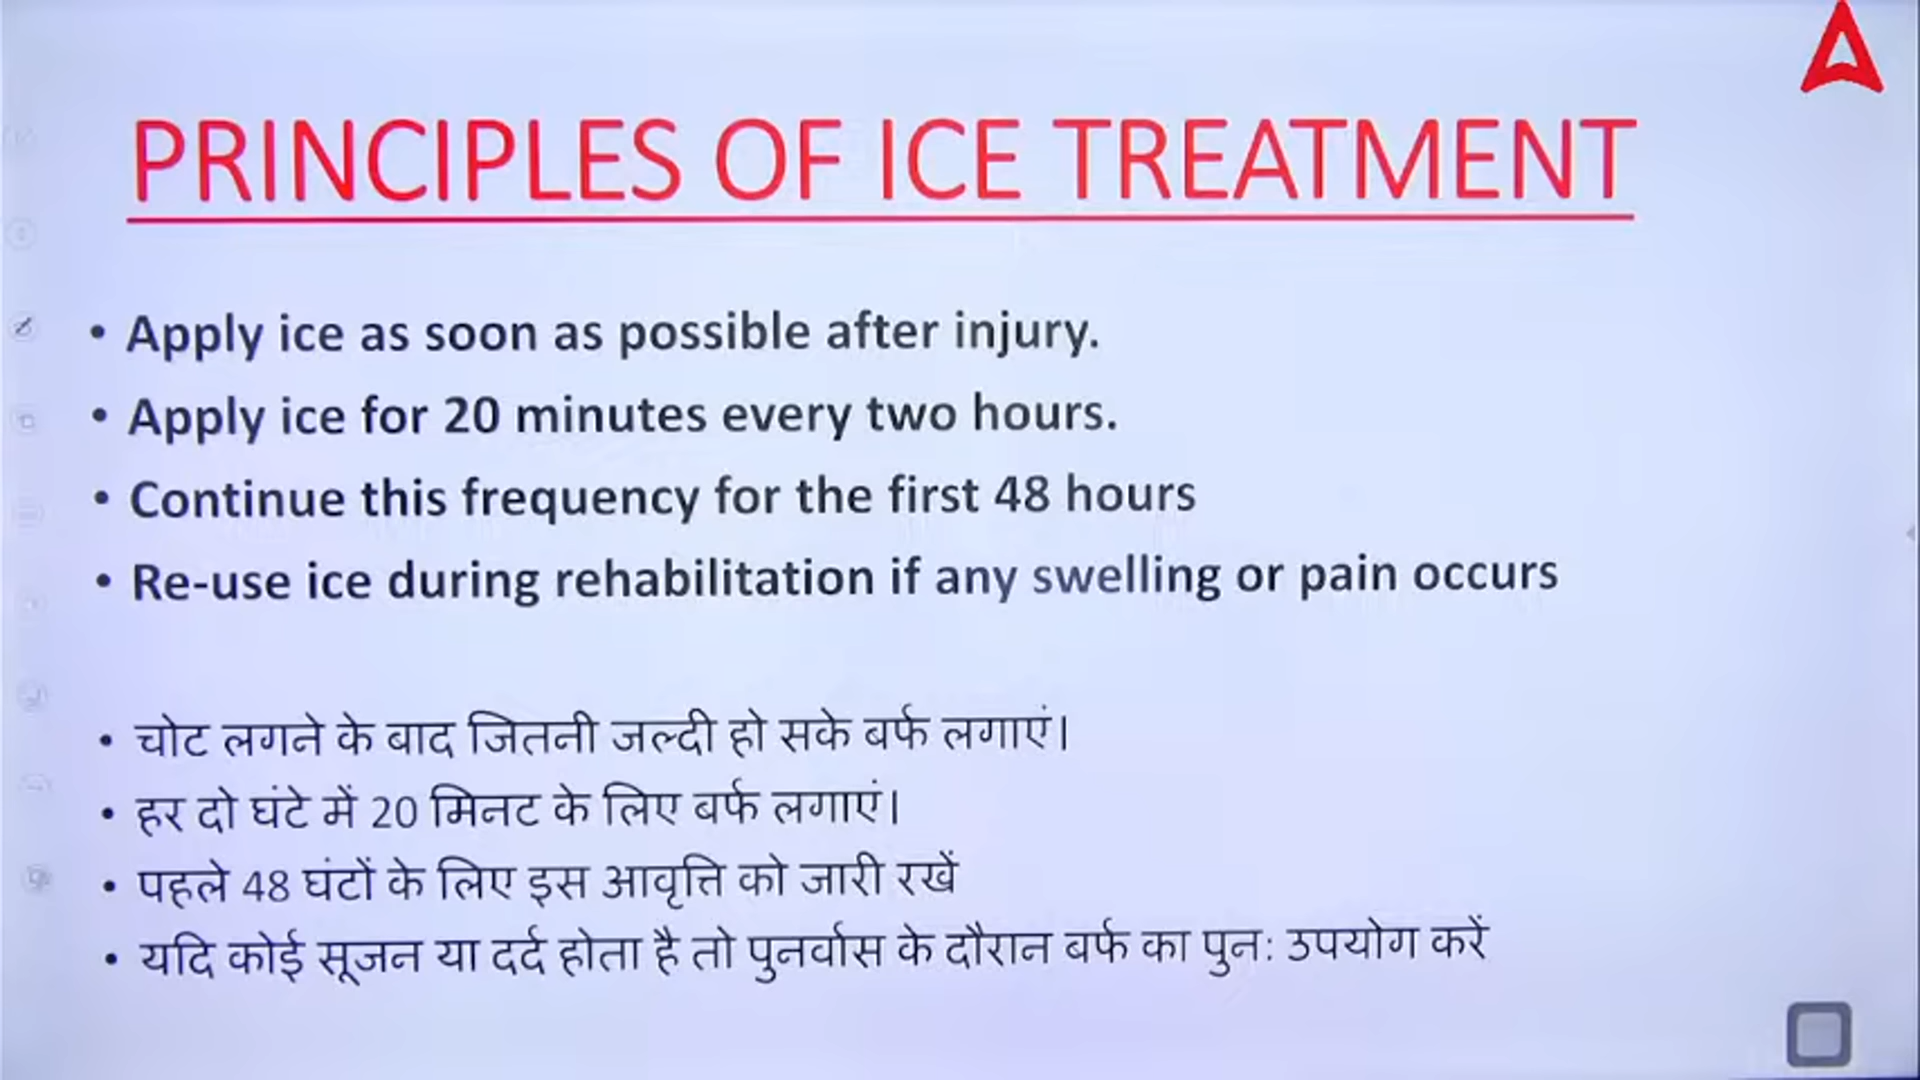 PRINCIPLES OF ICE TREATMENT
• Apply ice as soon as possible after injury.
• Apply ice for 20 minutes every two hours.
• Continue this frequency for the first 48 hours
• Re-use ice during rehabilitation if any swelling or pain occurs
• चोट लगने के बाद जितनी जल्दी हो सके बर्फ लगाएं।
• हर दो घंटे में 20 मिनट के लिए बर्फ लगाएं।
• पहले 48 घंटों के लिए इस आवृत्ति को जारी रखें
• यदि कोई सूजन या दर्द होता है तो पुनर्वास के दौरान बर्फ का पुन: उपयोग करें